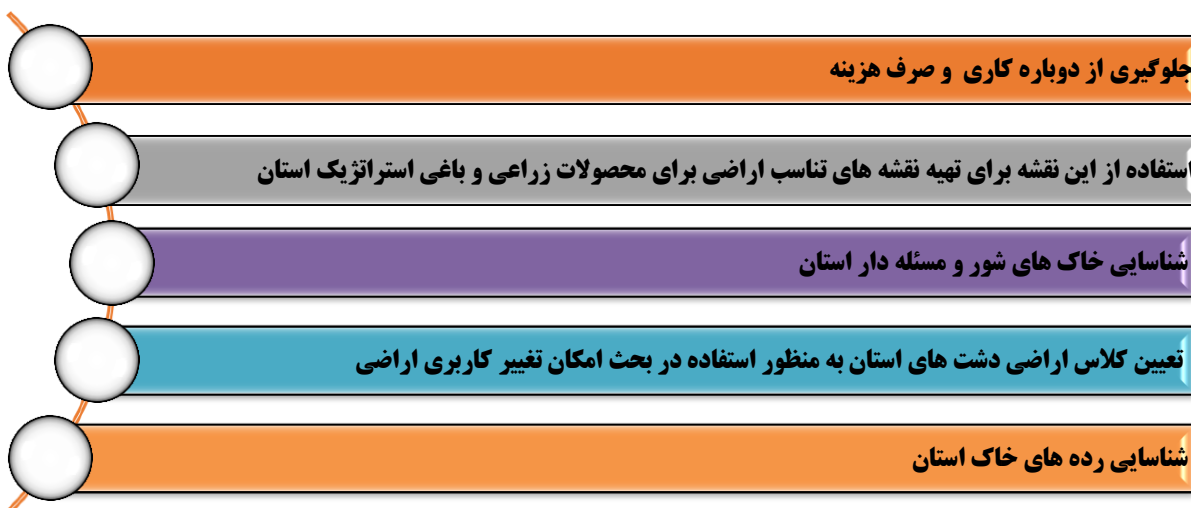 جلوگیری از دوباره کاری و صرف هزینه
استفاده از این نقشه برای تهیه نقشه های تناسب اراضی برای محصولات زراعی و باغی استراتژیک استان
شناسایی خاک های شور و مسئله دار استان
تعیین کلاس اراضی دشت های استان به منظور استفاده در بحث امکان تغییر کاربری اراضی
شناسایی رده های خاک استان